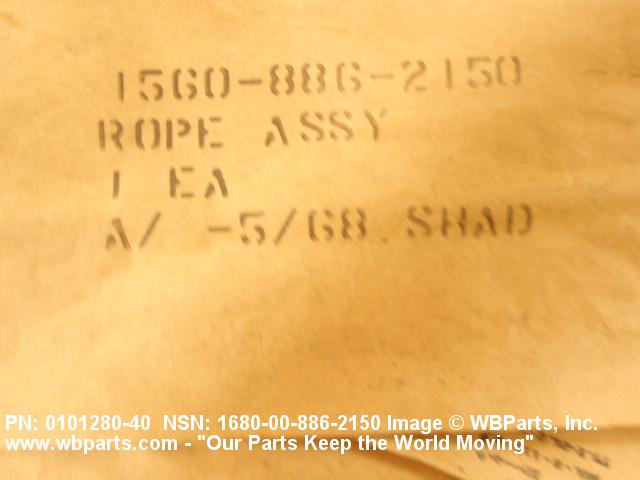 1560-886-2150
ROPE ASSY
1 EA
A/ -5/68. SHAD
PN: 0101280-40 NSN: 1680-00-886-2150 Image © WBParts, Inc.
www.wbparts.com - "Our Parts Keep the World Moving"